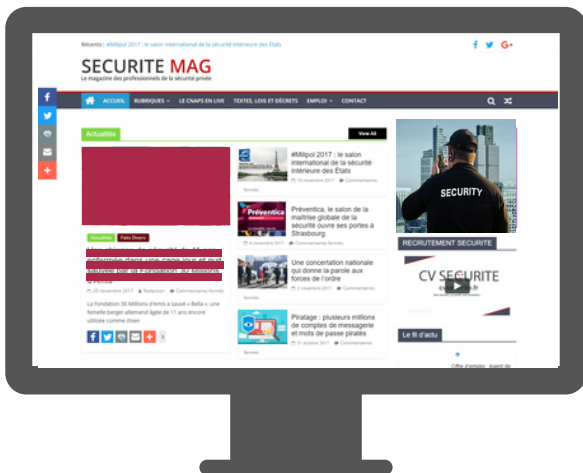 Récents : #Milipol 2017 : le salon international de la sécurité intérieure des États
SECURITE MAG
Le magazine des professionnels de la sécurité privée
ACCUEIL RUBRIQUES LE CNAPS EN LIVE TEXTES, LOIS ET DÉCRETS EMPLOI CONTACT
Actualités
View All
Actualités Faits Divers
20 novembre 2017 Redaction Commentaires fermés
La Fondation 30 Millions d'Amis a sauvé « Bella », une
femelle berger allemand âgée de 11 ans encore
utilisée comme chien
#Milipol 2017 : le salon
international de la sécurité
intérieure des États
Commentaires
fermés
Préventica
Préventica, le salon de la
maîtrise globale de la
sécurité ouvre ses portes à
Strasbourg
6 novembre 2017 Commentaires fermés
Une concertation nationale
qui donne la parole aux
forces de l'ordre
2 novembre 2017 Commentaires
fermés
Piratage : plusieurs millions
de comptes de messagerie
et mots de passe piratés
31 octobre 2017 Commentaires
fermés
SECURITY
RECRUTEMENT SECURITE
CV SECURITE
Le fil d'actu
Offre d'emploi : Agent de